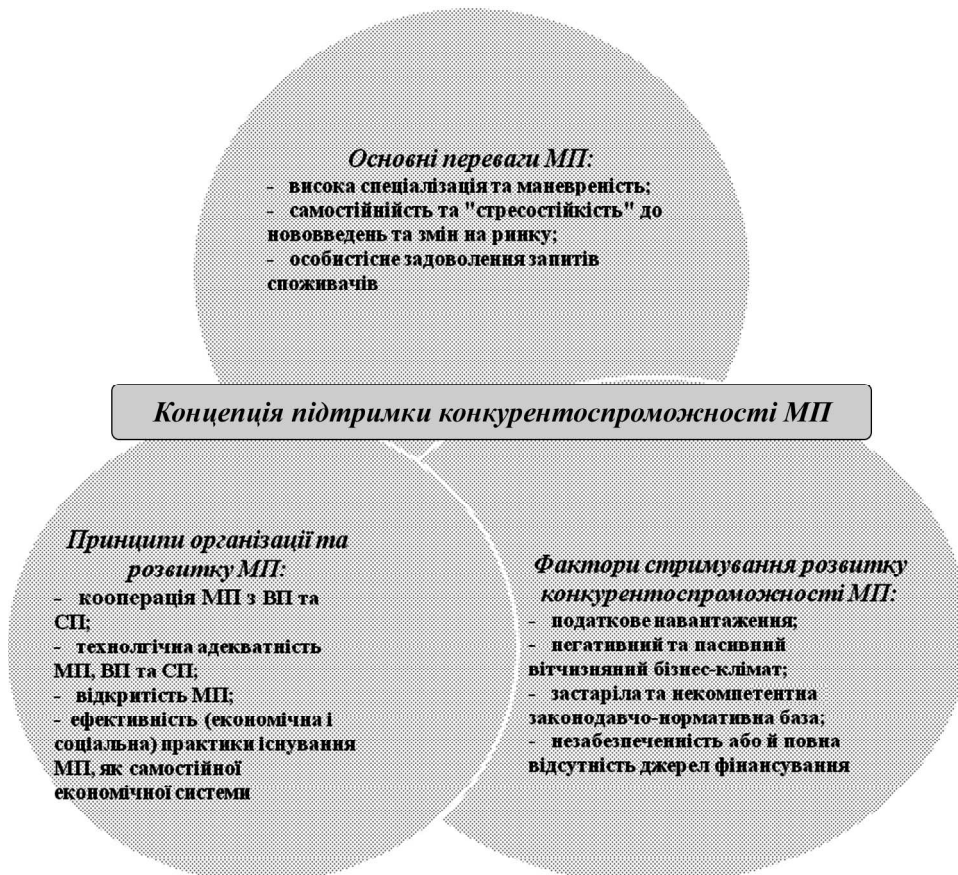 Основні переваги МП:
- висока спеціалізація та маневреність;
- самостійнійсть та "стресостійкість" до
нововведень та змін на ринку;
- особистісне задоволення запитів
споживачів
Концепція підтримки конкурентоспроможності МП
Принципи організації та
розвитку МП:
- кооперація МП з ВП та
СП;
- технолгічна адекватність
МП, ВП та СП;
- відкритість МП;
- ефективність (економічна і
соціальна) практики існування
МП, як самостійної
економічної системи
Фактори стримування розвитку
конкурентоспроможності МП:
- податкове навантаження;
- негативний та пасивний
вітчизняний бізнес-клімат;
- застаріла та некомпетентна
законодавчо-нормативна база;
- незабезпеченність або й повна
відсутність джерел фінансування